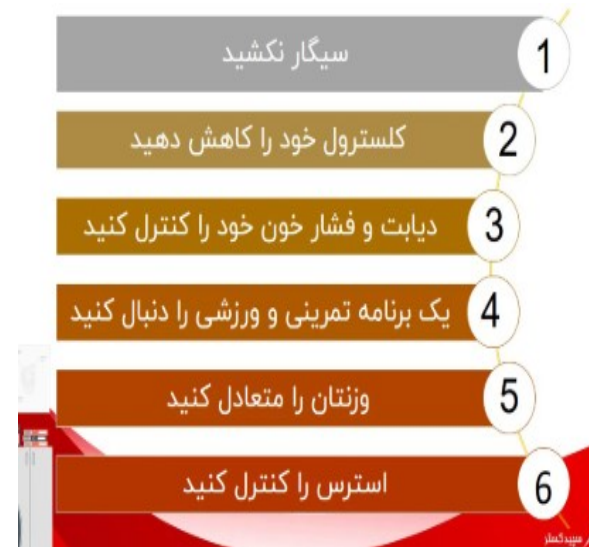 1 سیگار نکشید
2 کلسترول خود را کاهش دهید
3 دیابت و فشار خون خود را کنترل کنید
4 یک برنامه تمرینی و ورزشی را دنبال کنید
5 وزنتان را متعادل کنید
6 استرس را کنترل کنید
سپیدگستر